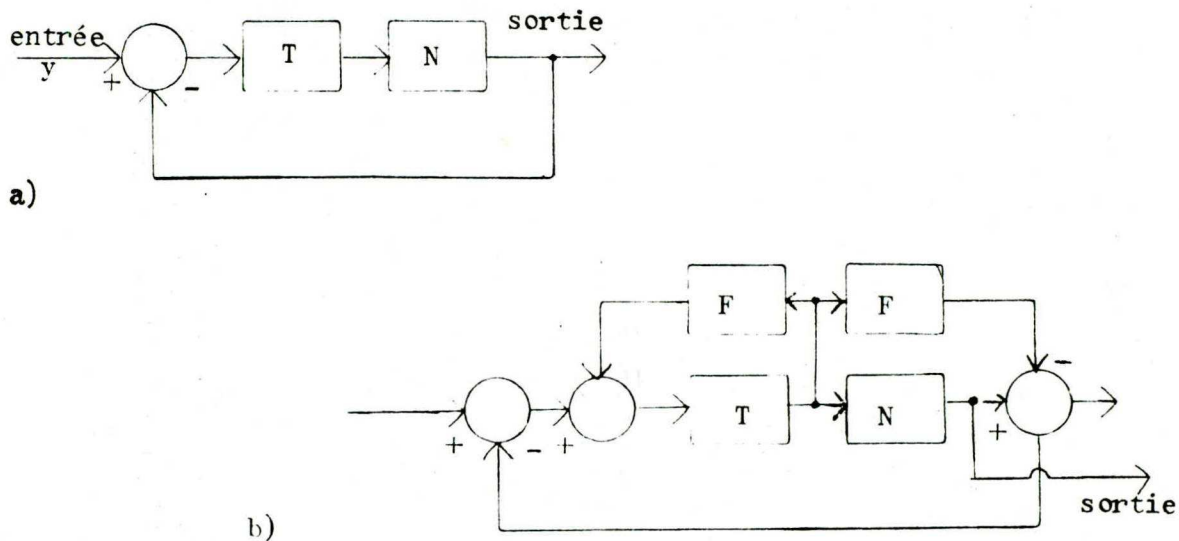 sortie
entrée
y
+
-
T
N
a)
F
F
-
+
-
+
T
N
+
sortie
b)